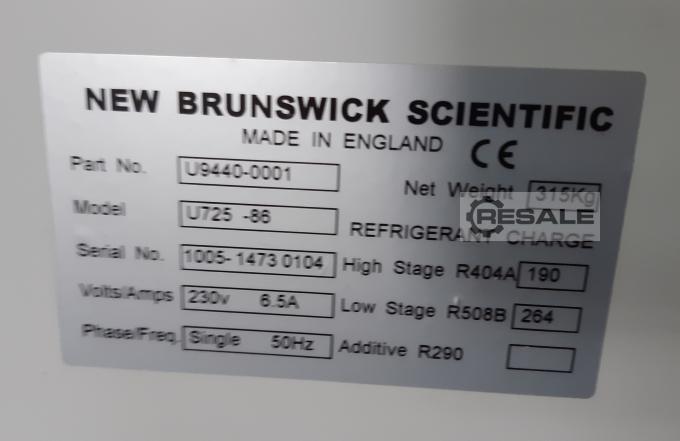 NEW BRUNSWICK SCIENTIFIC
MADE IN ENGLAND CE
Part No. U9440-0001
Net Weight 315Kg
Model U725 -86
RESALE
REFRIGERANT CHARGE
Serial No. 1005-1473 0104
High Stage R404A 190
Volts/Amps 230v 6.5A
Low Stage R508B 264
Phase/Freq. Single 50Hz
Additive R290